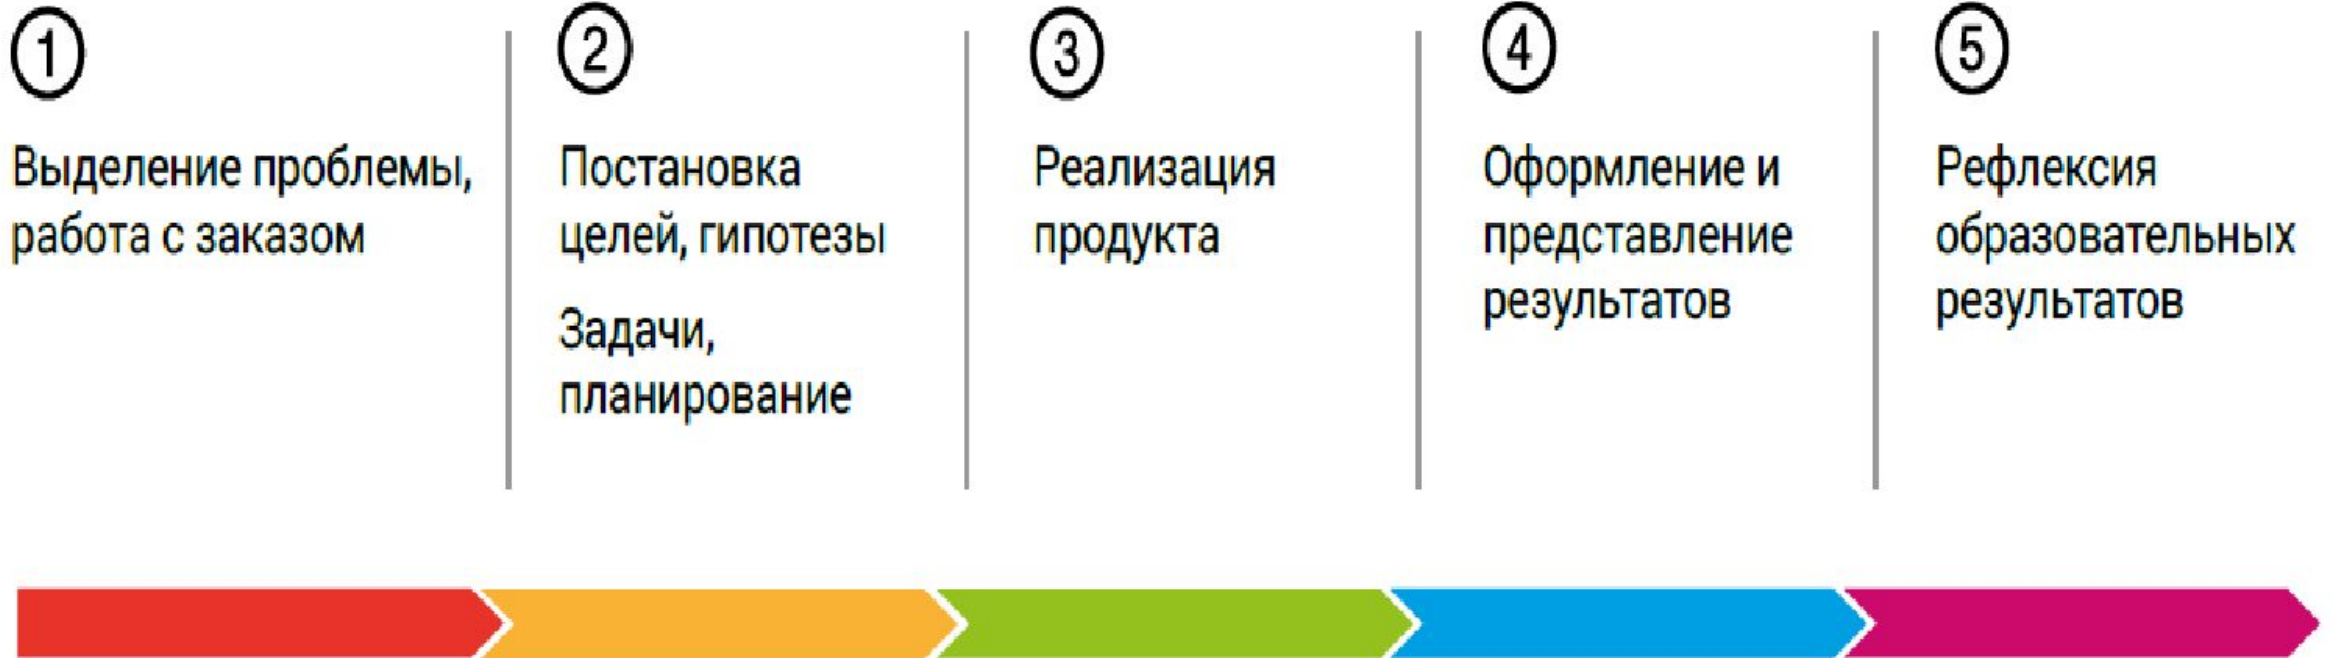 1
Выделение проблемы,
работа с заказом
2
Постановка
целей, гипотезы
Задачи,
планирование
3
Реализация
продукта
4
Оформление и
представление
результатов
5
Рефлексия
образовательных
результатов